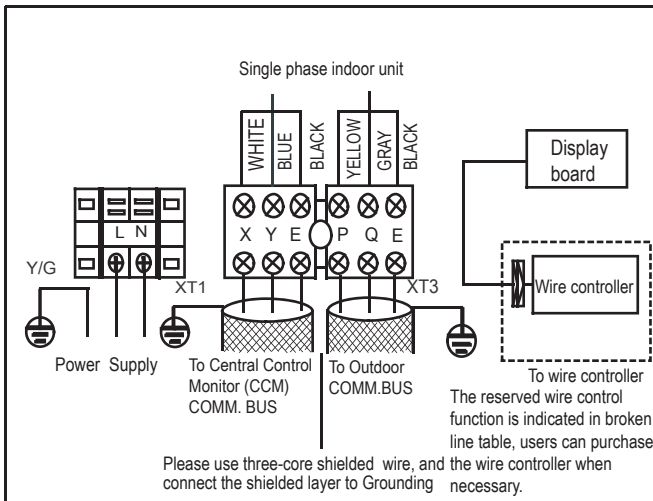 Single phase indoor unit
WHITE
BLUE
BLACK
YELLOW
GRAY
BLACK
Display
board
L N
X Y E P Q E
Y/G
XT1
XT3
Wire controller
Power Supply
To Central Control
Monitor (CCM)
COMM. BUS
To Outdoor
COMM.BUS
To wire controller
The reserved wire control
function is indicated in broken
line table, users can purchase
the wire controller when
necessary.
Please use three-core shielded wire, and
connect the shielded layer to Grounding